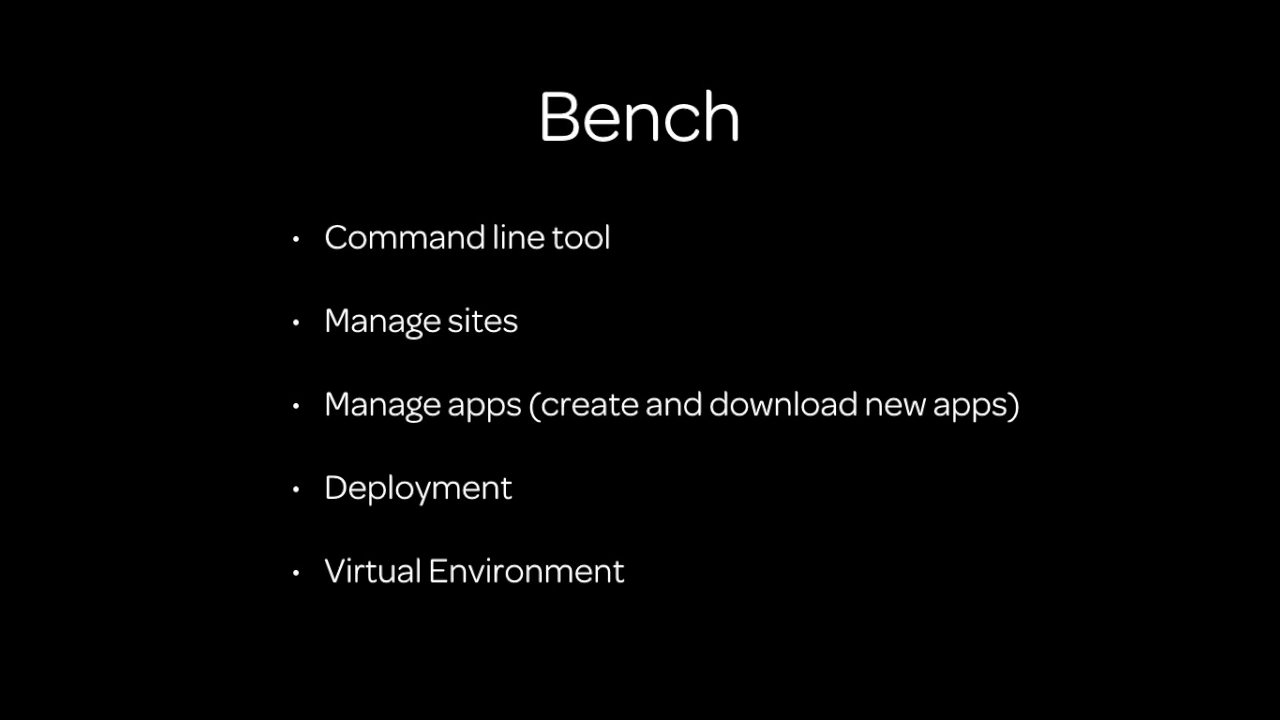 Bench
• Command line tool
• Manage sites
• Manage apps (create and download new apps)
• Deployment
• Virtual Environment